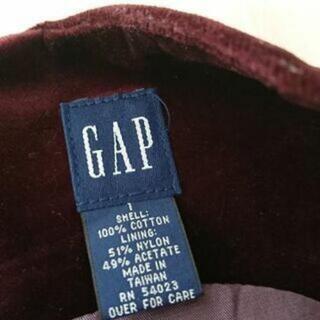 GAP
1
SHELL:
100% COTTON
LINING:
51% NYLON
49% ACETATE
MADE IN
TAIWAN
RN 54023
OVER FOR CARE